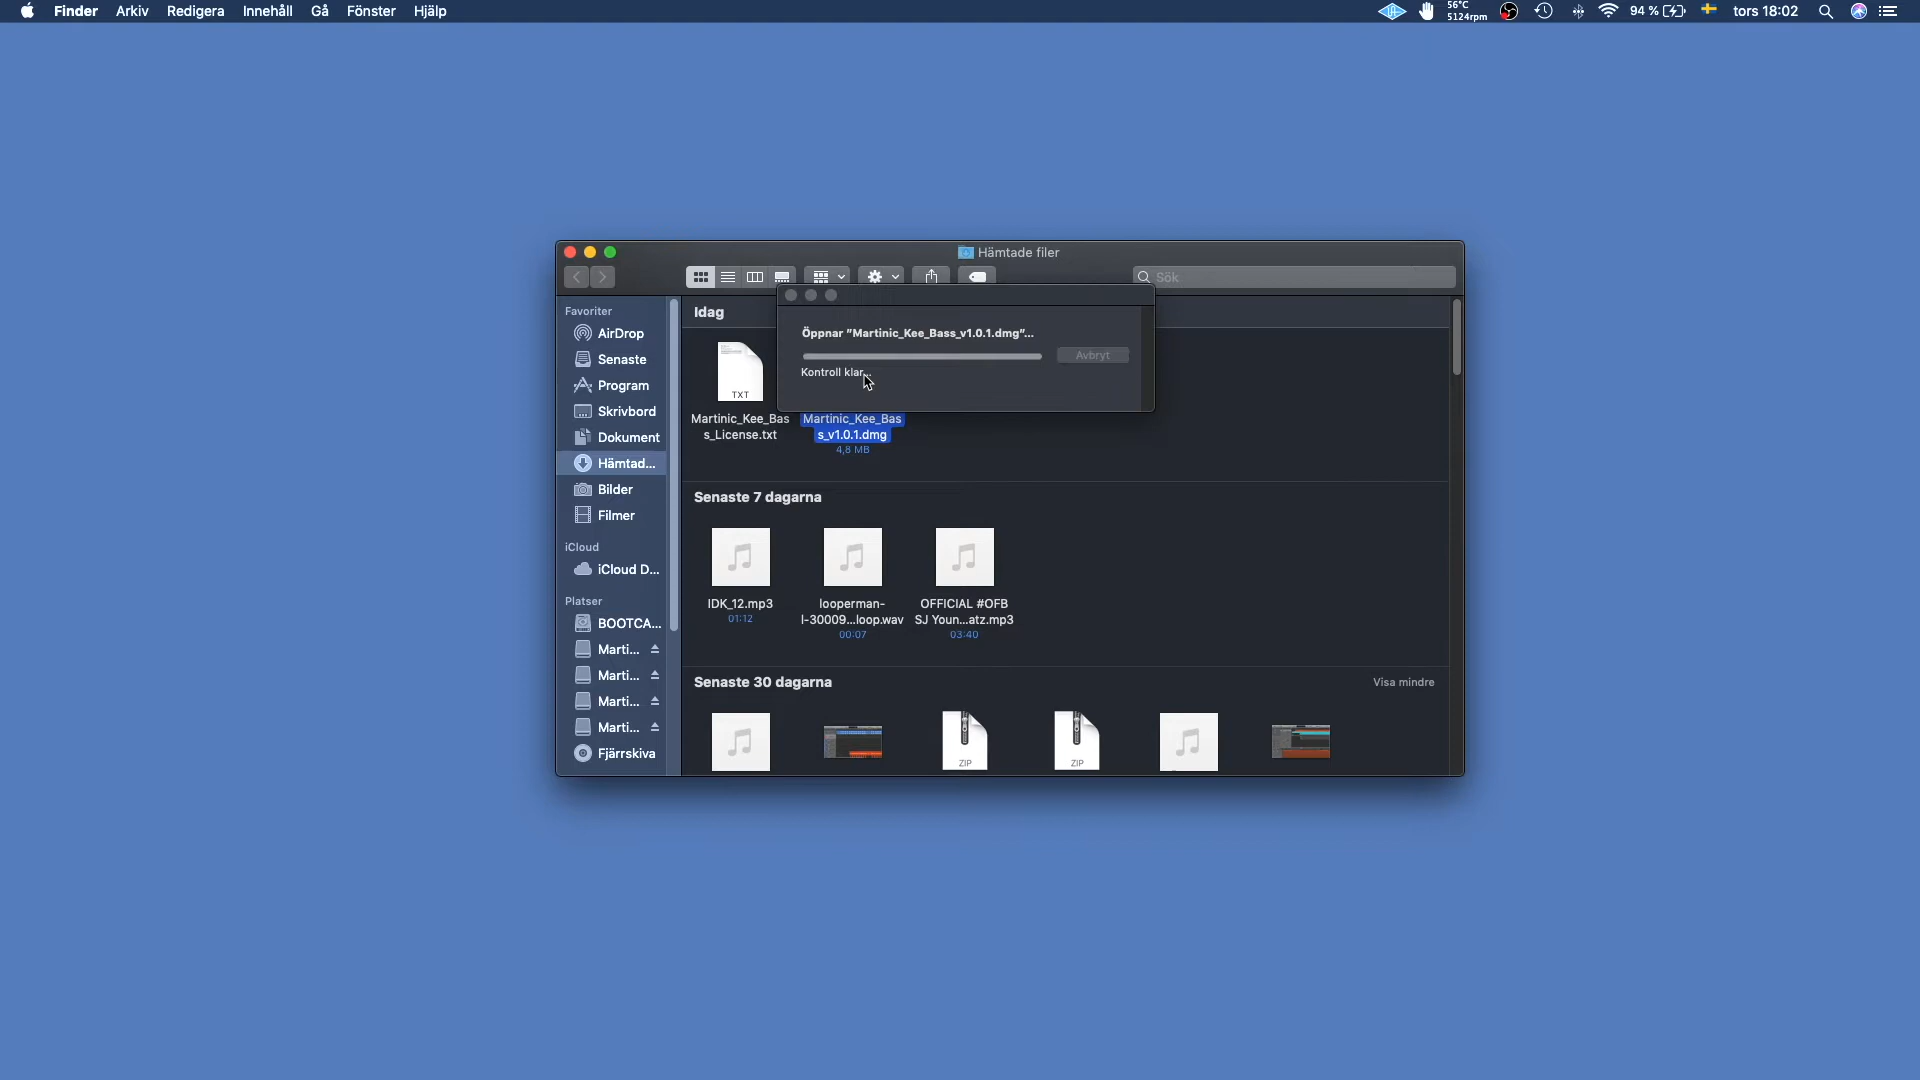 Finder Arkiv Redigera Innehåll Gå Fönster Hjälp
56°C
5124rpm
94 %
tors 18:02
Hämtade filer
Sök
Favoriter
AirDrop
Senaste
Program
Skrivbord
Dokument
Hämtad...
Bilder
Filmer
iCloud
iCloud D...
Platser
BOOTCA...
Marti...
Marti...
Marti...
Marti...
Fjärrskiva
Idag
Öppnar "Martinic_Kee_Bass_v1.0.1.dmg"...
Avbryt
Kontroll klar...
TXT
Martinic_Kee_Bas
s_License.txt
Martinic_Kee_Bas
s_v1.0.1.dmg
4,8 MB
Senaste 7 dagarna
IDK_12.mp3
01:12
looperman-
l-30009...loop.wav
00:07
OFFICIAL #OFB
SJ Youn...atz.mp3
03:40
Senaste 30 dagarna
Visa mindre
ZIP
ZIP